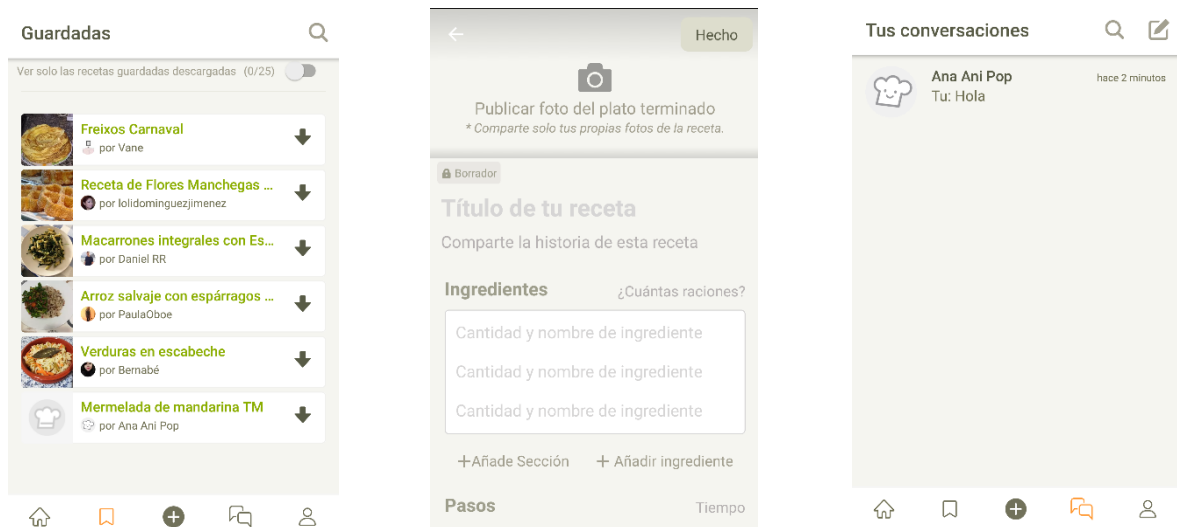 Guardadas
Ver solo las recetas guardadas descargadas (0/25)
Freixos Carnaval
por Vane
Receta de Flores Manchegas ...
por lolidominguezjimenez
Macarrones integrales con Es...
por Daniel RR
Arroz salvaje con espárragos ...
por PaulaOboe
Verduras en escabeche
por Bernabé
Mermelada de mandarina TM
por Ana Ani Pop
Hecho
Publicar foto del plato terminado
* Comparte solo tus propias fotos de la receta.
Borrador
Título de tu receta
Comparte la historia de esta receta
Ingredientes ¿Cuántas raciones?
Cantidad y nombre de ingrediente
Cantidad y nombre de ingrediente
Cantidad y nombre de ingrediente
+Añade Sección + Añadir ingrediente
Pasos Tiempo
Tus conversaciones
Ana Ani Pop hace 2 minutos
Tu: Hola